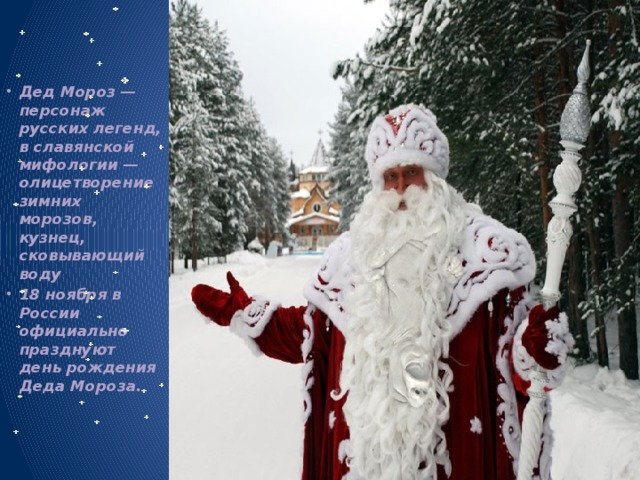 Дед Мороз —
персонаж
русских легенд,
в славянской
мифологии —
олицетворение
зимних
морозов,
кузнец,
сковывающий
воду
18 ноября в
России
официально
празднуют
день рождения
Деда Мороза.